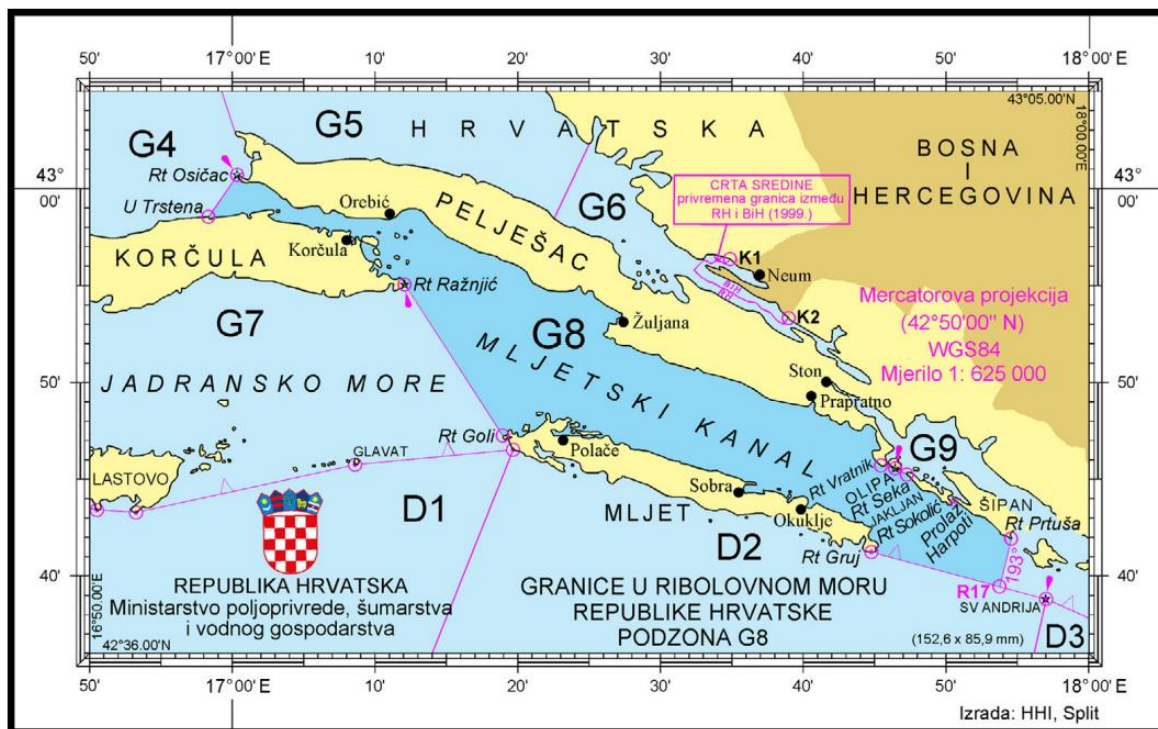 50' 17°00' E 10' 20' 30' 40' 50' 18°00' E
43°05.00'N
18°00.00'E
G4
G5
H R V A T S K A
BOSNA
I
HERCEGOVINA
43°
00'
43°
00'
Rt Osičac
U Trstena
Orebić
PELJEŠAC
G6
CRTA SREDINE
privremena granica između
RH i BiH (1999.)
K1
Neum
BiH
RH
K2
KORČULA
Korčula
Rt Ražnjić
G7
G8
Žuljana
Mercatorova projekcija
(42°50'00" N)
WGS84
Mjerilo 1: 625 000
JADRANSKO MORE
MLJETSKI KANAL
50'
50'
Ston
Prapratno
Rt Goli
Polače
GLAVAT
LASTOVO
G9
Rt Vratnik
OLIPA
Rt Seka
JAKLJAN
Rt Sokolić
Prolaz
Harpoti
ŠIPAN
Rt Prtuša
D1
MLJET
Sobra
Okuklje
D2
Rt Gruj
193°
R17
SV ANDRIJA
D3
40'
40'
REPUBLIKA HRVATSKA
Ministarstvo poljoprivrede, šumarstva
i vodnog gospodarstva
GRANICE U RIBOLOVNOM MORU
REPUBLIKE HRVATSKE
PODZONA G8
16°50.00'E
42°36.00'N
(152,6 x 85,9 mm)
50' 17°00' E 10' 20' 30' 40' 50' 18°00' E
Izrada: HHI, Split